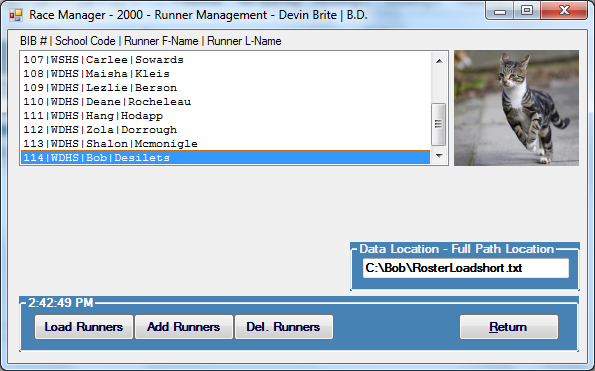 Race Manager - 2000 - Runner Management - Devin Brite | B.D.
BIB # | School Code | Runner F-Name | Runner L-Name
107|WSHS|Carlee|Sowards
108|WDHS|Maisha|Kleis
109|WDHS|Lezlie|Berson
110|WDHS|Deane|Rocheleau
111|WDHS|Hang|Hodapp
112|WDHS|Zola|Dorrough
113|WDHS|Shalon|Mcmonigle
114|WDHS|Bob|Desilets
Data Location - Full Path Location
C:\Bob\RosterLoadshort.txt
2:42:49 PM
Load Runners Add Runners Del. Runners Return